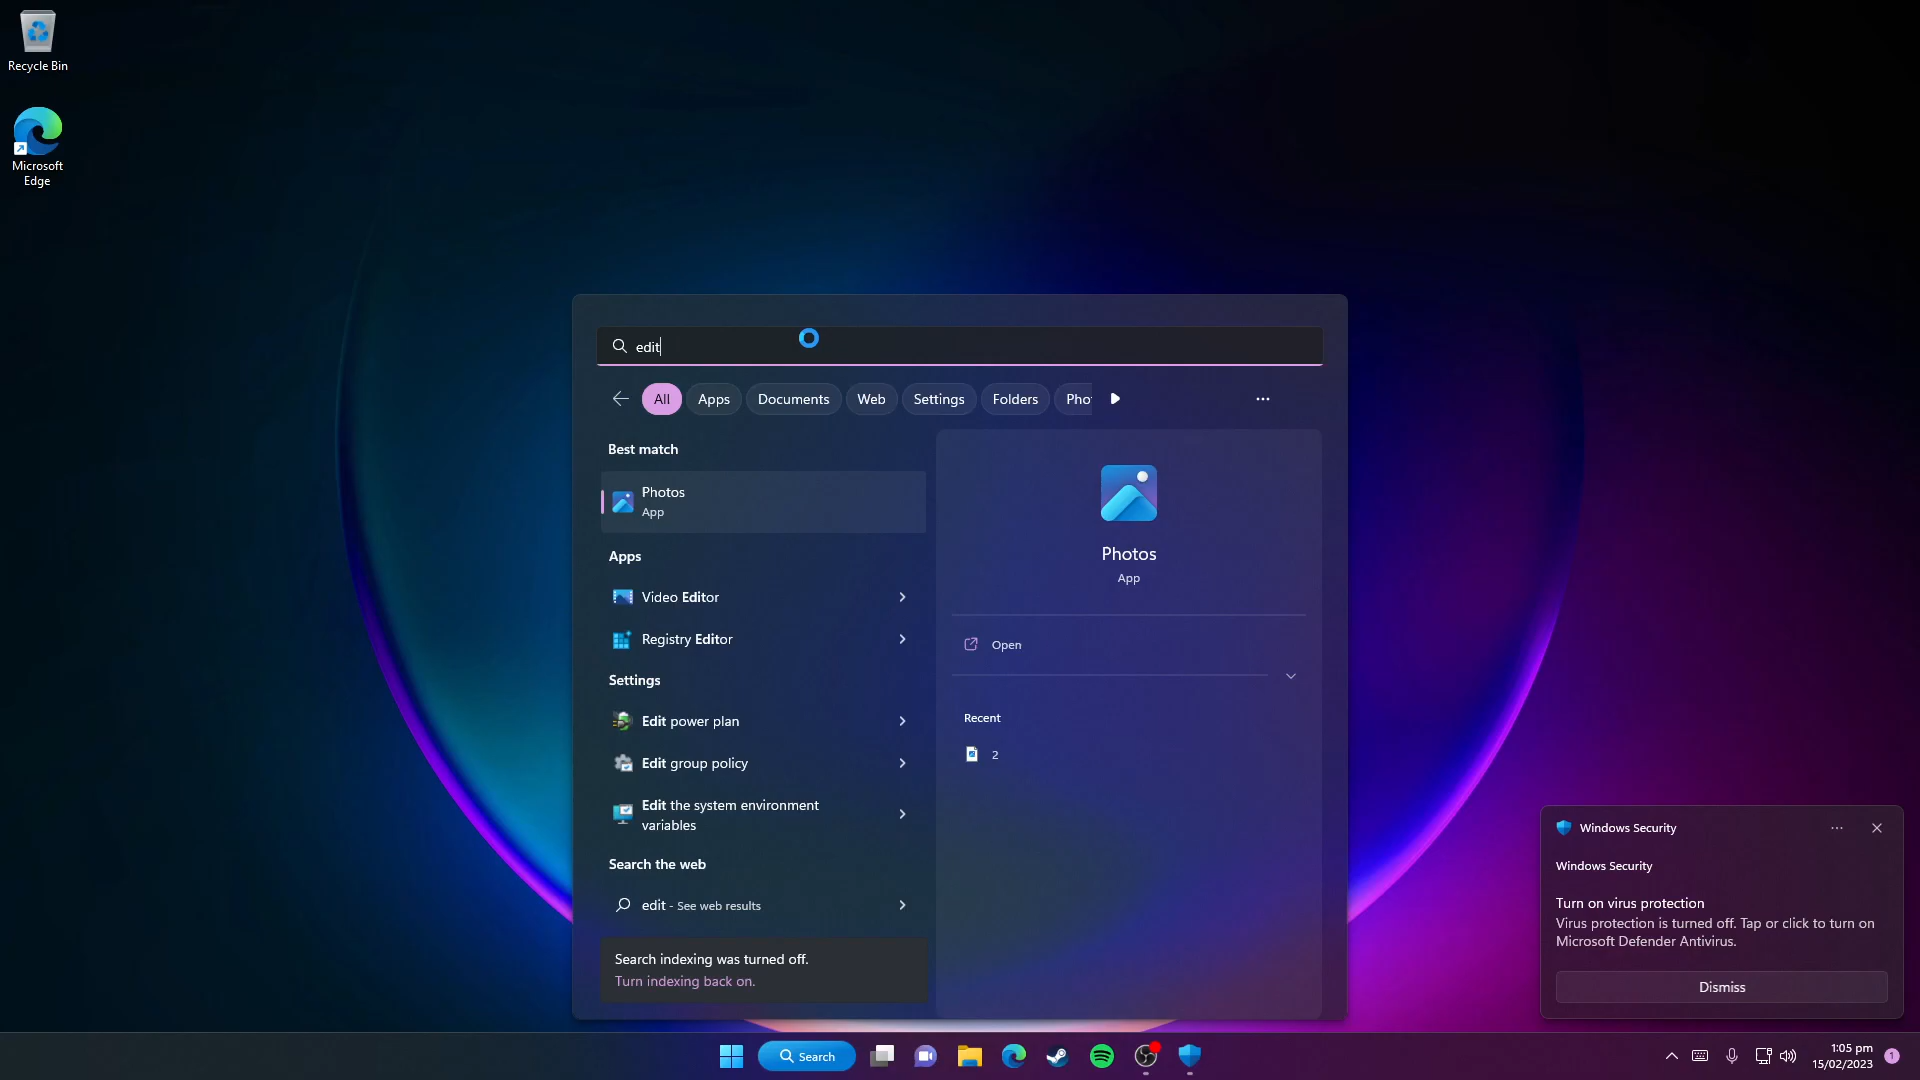 Recycle Bin
Microsoft
Edge
edit
All
Apps
Documents
Web
Settings
Folders
Pho
Best match
Photos
App
Apps
Video Editor
Registry Editor
Settings
Edit power plan
Edit group policy
Edit the system environment
variables
Search the web
edit - See web results
Search indexing was turned off.
Turn indexing back on.
Photos
App
Open
Recent
2
Windows Security
Windows Security
Turn on virus protection
Virus protection is turned off. Tap or click to turn on
Microsoft Defender Antivirus.
Dismiss
Search
1:05 pm
15/02/2023
1